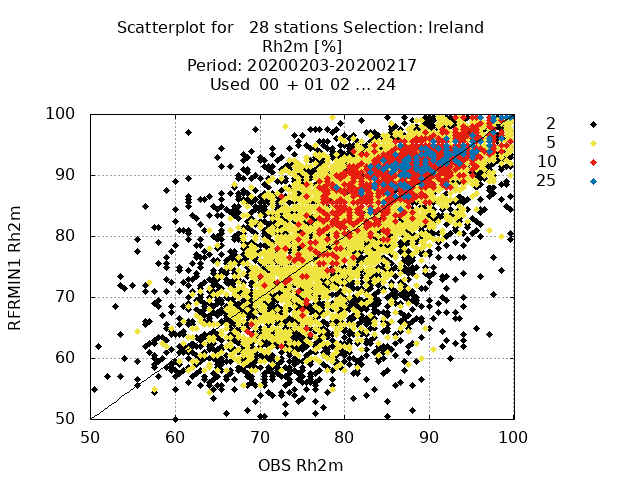 Scatterplot for   28 stations Selection: Ireland
Rh2m [%]
Period: 20200203-20200217
Used  00 + 01 02 ... 24
RFRMIN1 Rh2m
100
90
80
70
60
50
50 60 70 80 90 100
OBS Rh2m
2
5
10
25